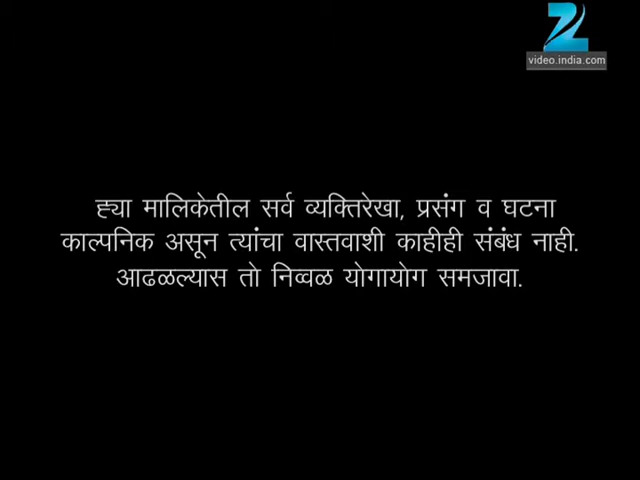 Z
video.india.com
ह्या मालिकेतील सर्व व्यक्तिरेखा, प्रसंग व घटना
काल्पनिक असून त्यांचा वास्तवाशी काहीही संबंध नाही.
आढळल्यास तो निव्वळ योगायोग समजावा.